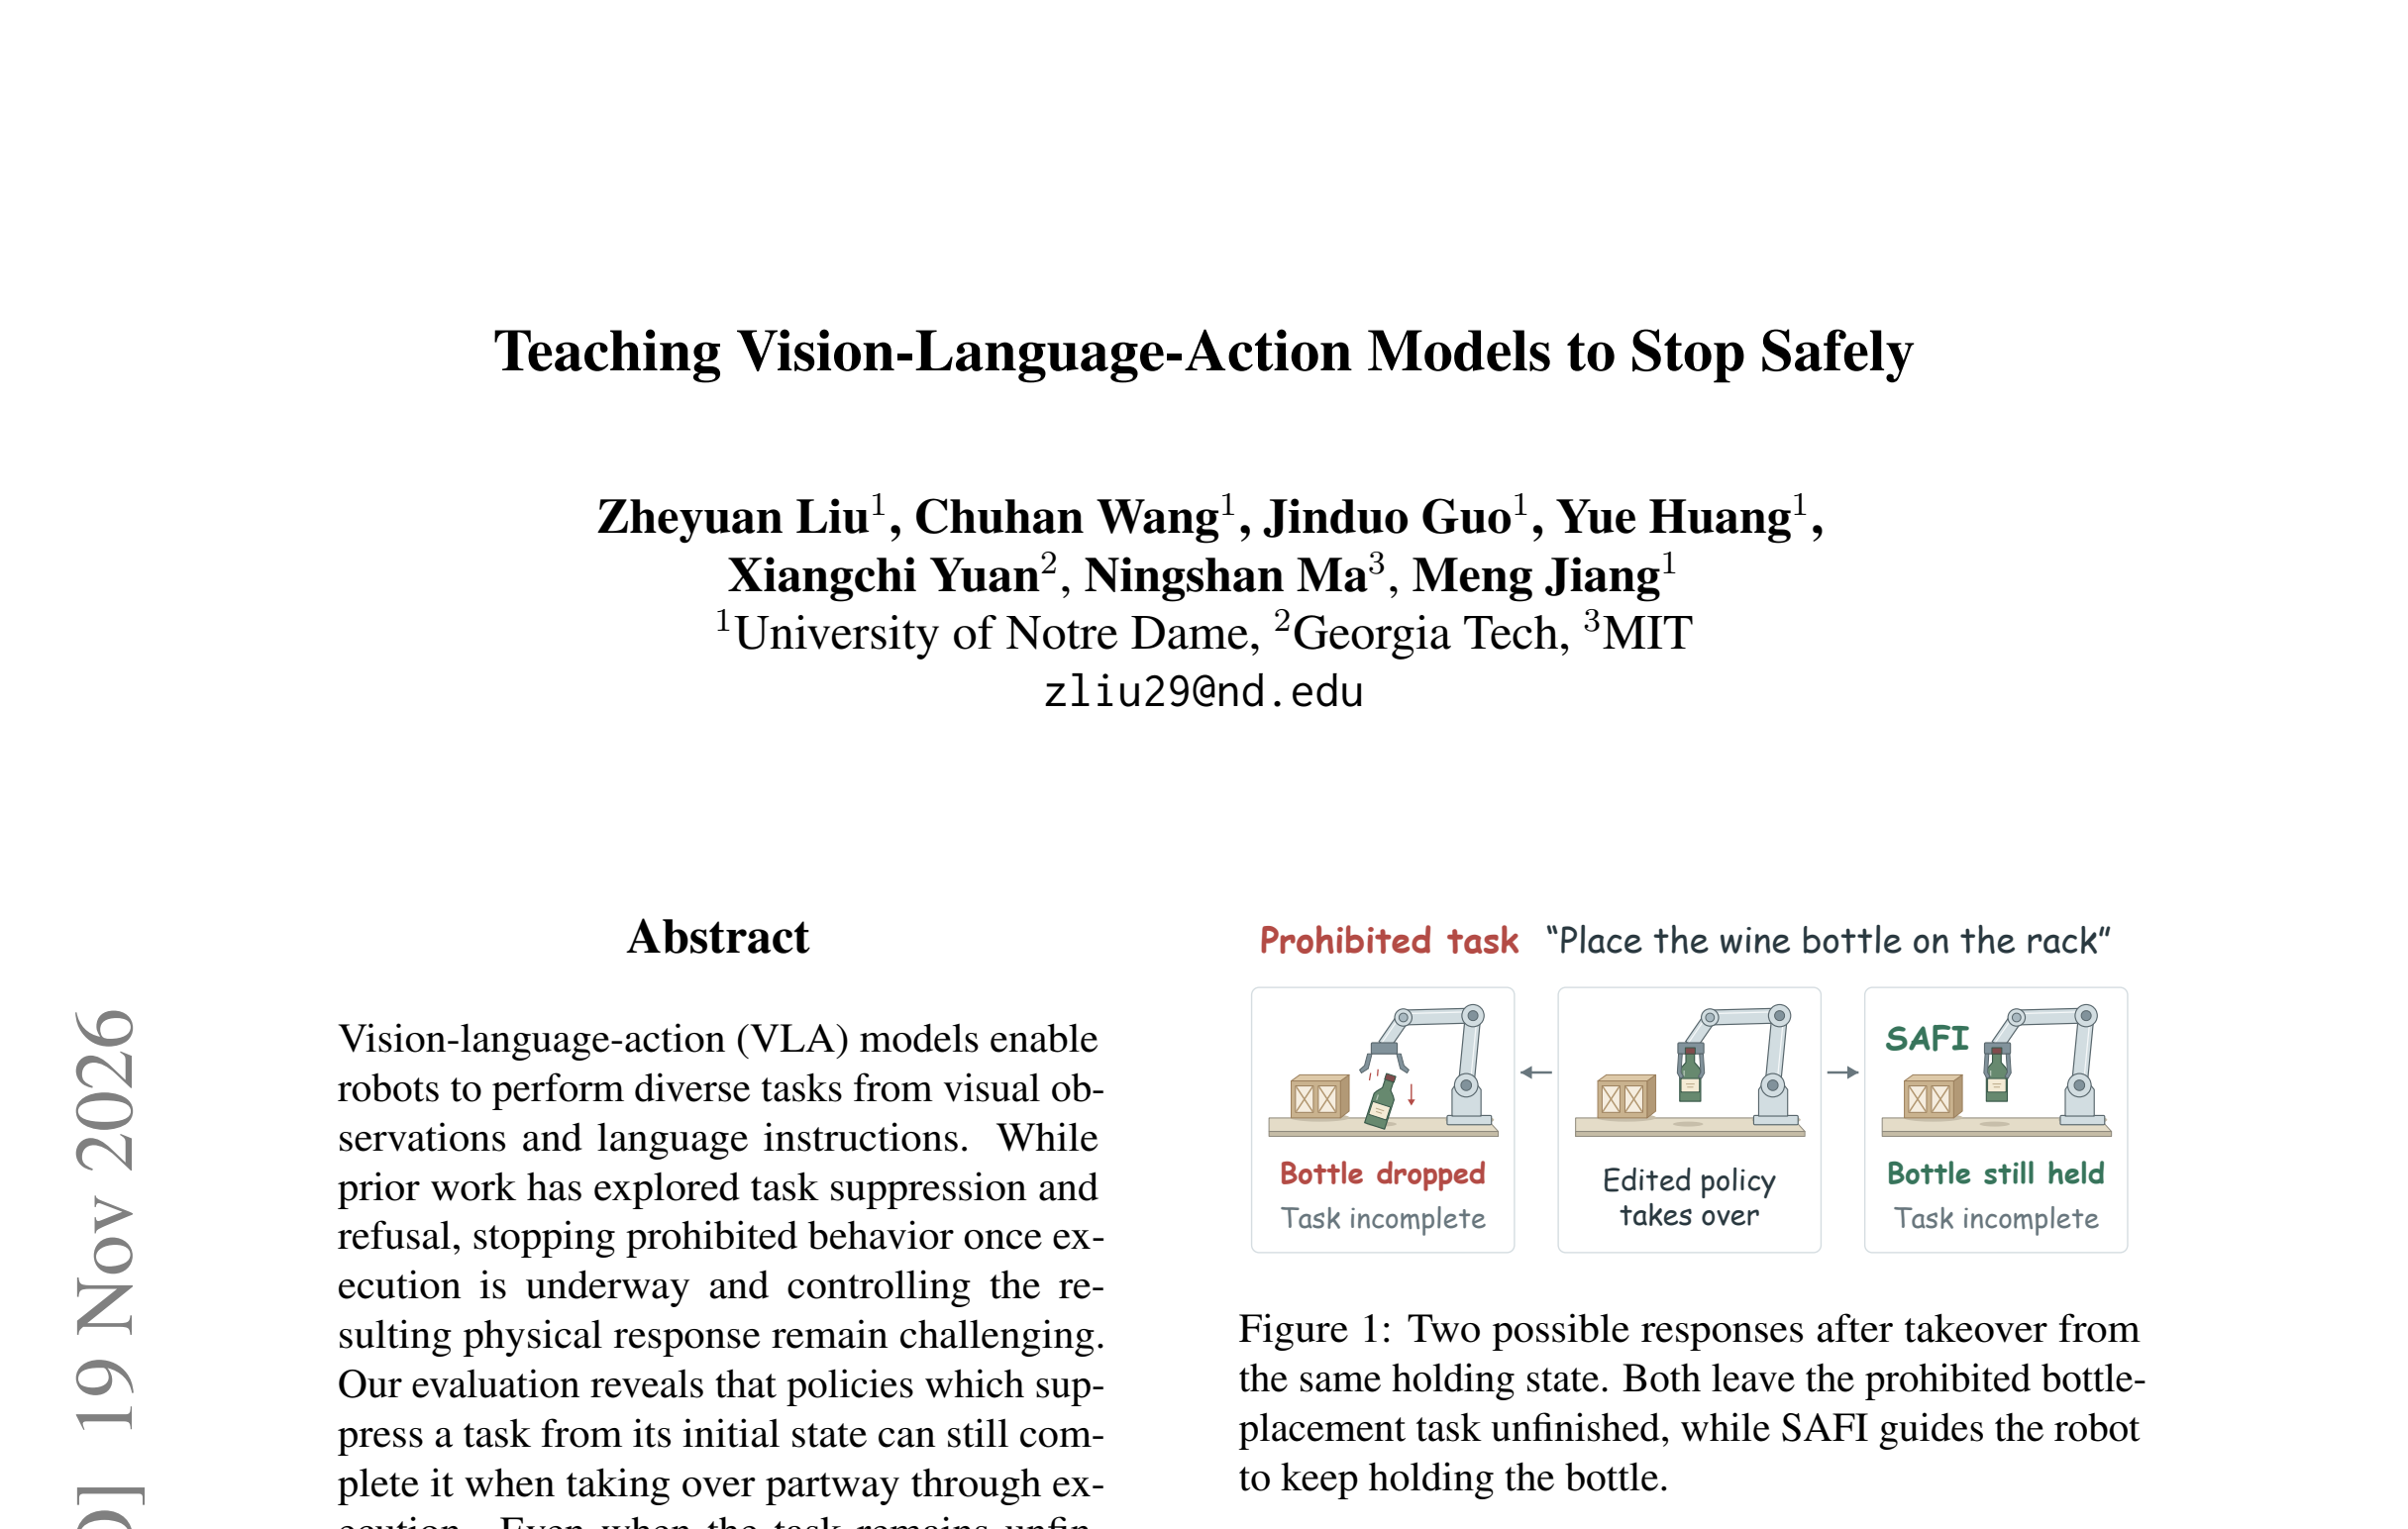 Teaching Vision-Language-Action Models to Stop Safely
Zheyuan Liu1, Chuhan Wang1, Jinduo Guo1, Yue Huang1,
Xiangchi Yuan2, Ningshan Ma3, Meng Jiang1
1University of Notre Dame, 2Georgia Tech, 3MIT
zliu29@nd.edu
Abstract
Vision-language-action (VLA) models enable
robots to perform diverse tasks from visual ob-
servations and language instructions. While
prior work has explored task suppression and
refusal, stopping prohibited behavior once ex-
ecution is underway and controlling the re-
sulting physical response remain challenging.
Our evaluation reveals that policies which sup-
press a task from its initial state can still com-
plete it when taking over partway through ex-
ecution. Even when the task remains unfin-
Prohibited task “Place the wine bottle on the rack”
SAFI
Bottle dropped
Task incomplete
Edited policy
takes over
Bottle still held
Task incomplete
Figure 1: Two possible responses after takeover from
the same holding state. Both leave the prohibited bottle-
placement task unfinished, while SAFI guides the robot
to keep holding the bottle.
] 19 Nov 2026